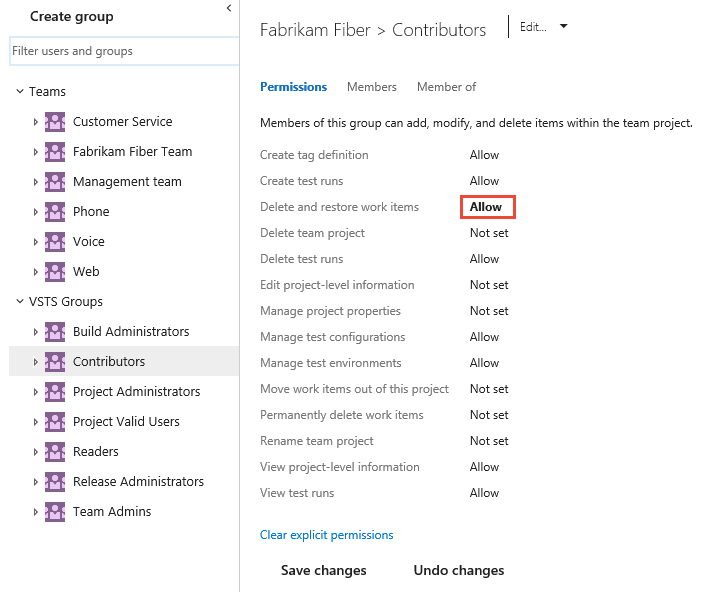 Create group
Filter users and groups
Teams
Customer Service
Fabrikam Fiber Team
Management team
Phone
Voice
Web
VSTS Groups
Build Administrators
Contributors
Project Administrators
Project Valid Users
Readers
Release Administrators
Team Admins
Fabrikam Fiber > Contributors
Edit...
Permissions Members Member of
Members of this group can add, modify, and delete items within the team project.
Create tag definition Allow
Create test runs Allow
Delete and restore work items Allow
Delete team project Not set
Delete test runs Allow
Edit project-level information Not set
Manage project properties Not set
Manage test configurations Allow
Manage test environments Allow
Move work items out of this project Not set
Permanently delete work items Not set
Rename team project Not set
View project-level information Allow
View test runs Allow
Clear explicit permissions
Save changes Undo changes